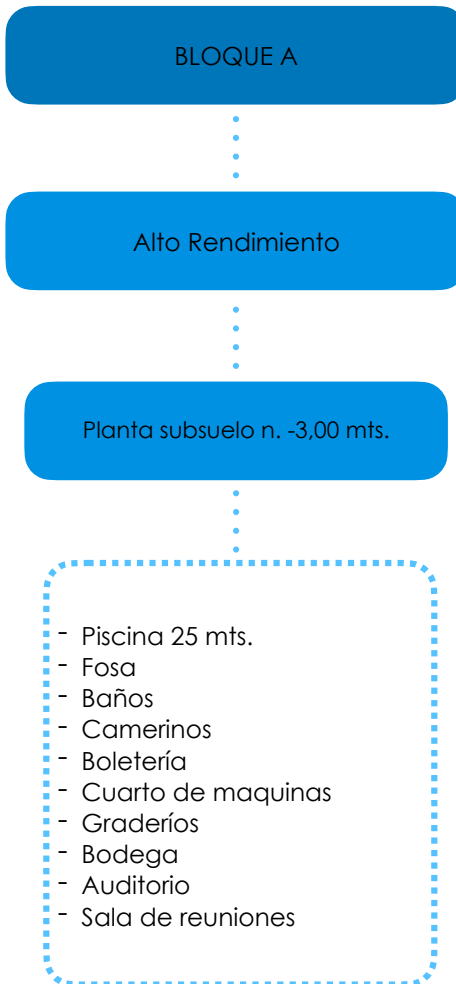 BLOQUE A
Alto Rendimiento
Planta subsuelo n. -3,00 mts.
- Piscina 25 mts.
- Fosa
- Baños
- Camerinos
- Boletería
- Cuarto de maquinas
- Graderíos
- Bodega
- Auditorio
- Sala de reuniones